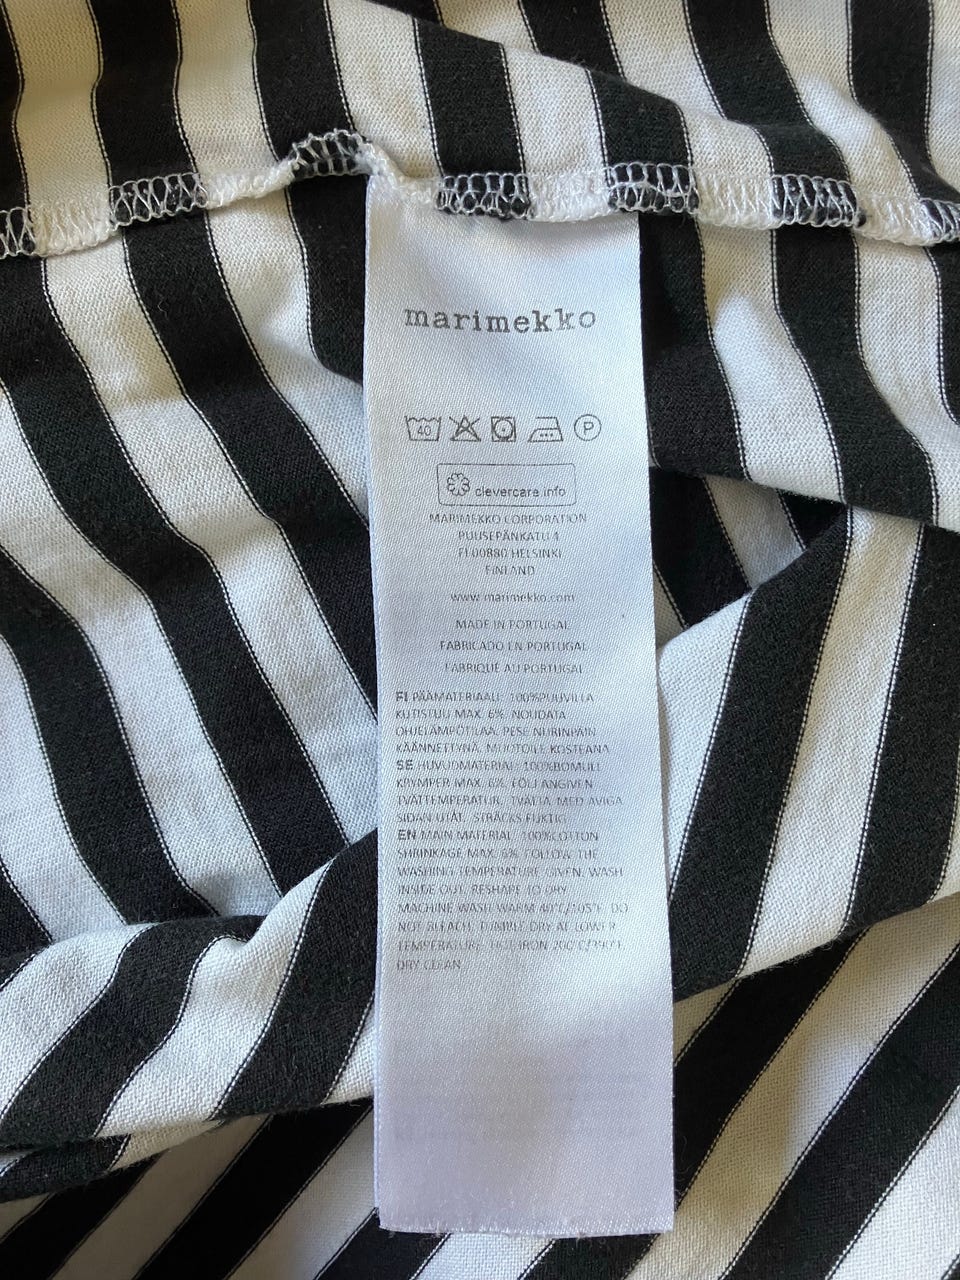 marimekko
40 P
clevercare.info
MARIMEKKO CORPORATION
PUUSEPÄNKATU 4
FI-00880 HELSINKI
FINLAND
www.marimekko.com
MADE IN PORTUGAL
FABRICADO EN PORTUGAL
FABRIQUÉ AU PORTUGAL
FI PÄÄMATERIAALI: 100%PUUVILLA
KUTISTUU MAX. 6%. NOUDATA
OHJELÄMPÖTILAA. PESE NURINPÄIN
KÄÄNNETTYNÄ. MUOTOILE KOSTEANA
SE HUVUDMATERIAL: 100%BOMULL
KRYMPER MAX. 6%. FÖLJ ANGIVEN
TVÄTTEMPERATUR. TVÄTTA MED AVIGA
SIDAN UTÅT. STRÄCKS FUKTIG
EN MAIN MATERIAL: 100%COTTON
SHRINKAGE MAX. 6%. FOLLOW THE
WASHING TEMPERATURE GIVEN. WASH
INSIDE OUT. RESHAPE TO DRY
MACHINE WASH WARM 40°C/105°F. DO
NOT BLEACH. TUMBLE DRY AT LOWER
TEMPERATURE. HOT IRON 200°C/390°F.
DRY CLEAN